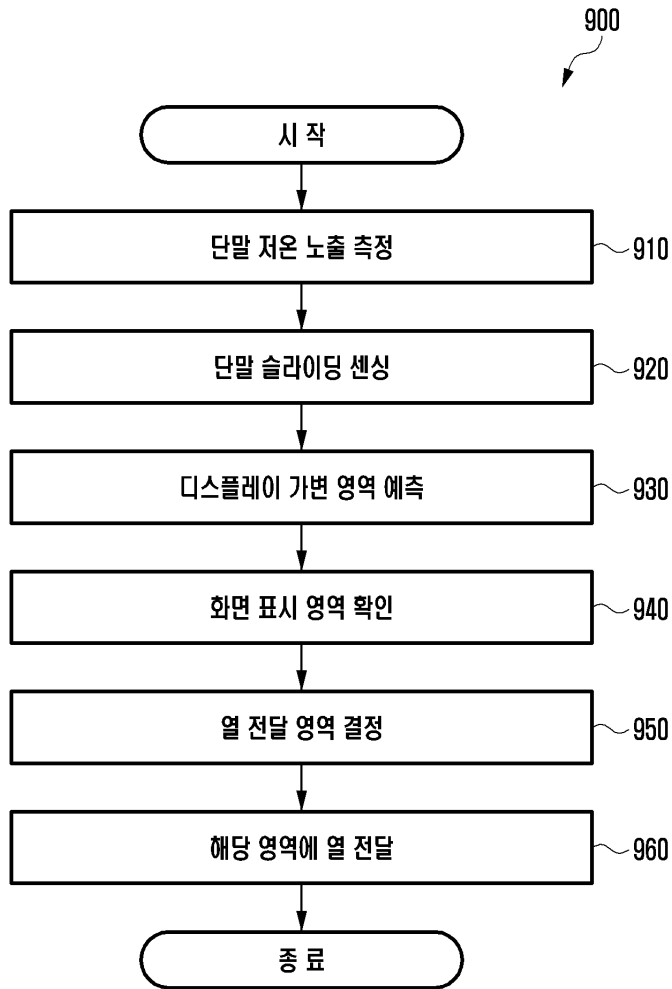 900
시 작
단말 저온 노출 측정
910
단말 슬라이딩 센싱
920
디스플레이 가변 영역 예측
930
화면 표시 영역 확인
940
열 전달 영역 결정
950
해당 영역에 열 전달
960
종 료